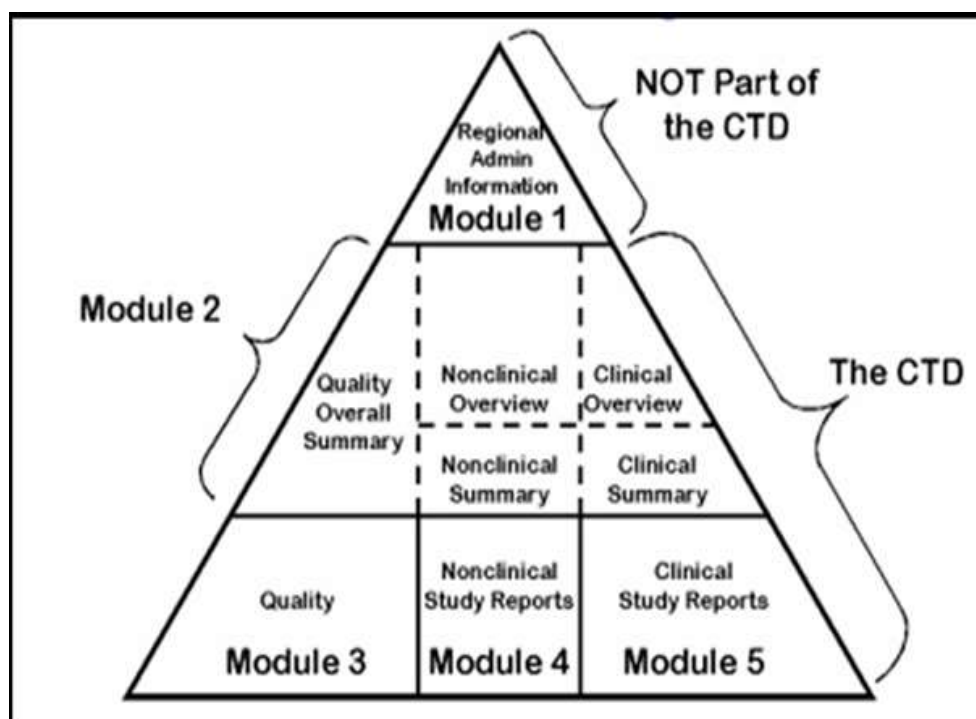 NOT Part of
the CTD
Regional
Admin
Information
Module 1
Module 2
The CTD
Quality
Overall
Summary
Nonclinical
Overview
Clinical
Overview
Nonclinical
Summary
Clinical
Summary
Quality
Module 3
Nonclinical
Study Reports
Module 4
Clinical
Study Reports
Module 5